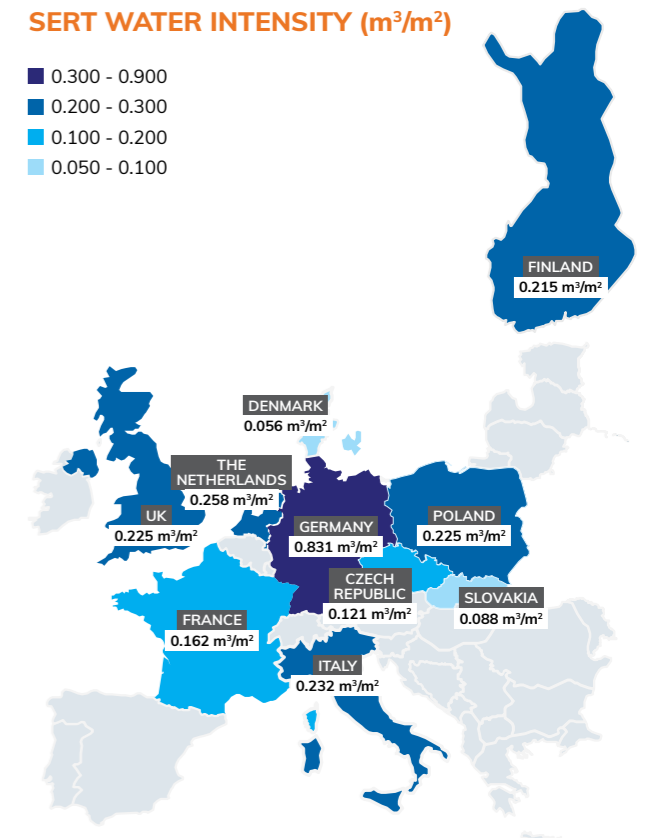 SERT WATER INTENSITY (m³/m²)
0.300 - 0.900
0.200 - 0.300
0.100 - 0.200
0.050 - 0.100
FINLAND
0.215 m³/m²
DENMARK
0.056 m³/m²
THE
NETHERLANDS
0.258 m³/m²
UK
0.225 m³/m²
GERMANY
0.831 m³/m²
POLAND
0.225 m³/m²
CZECH
REPUBLIC
0.121 m³/m²
SLOVAKIA
0.088 m³/m²
FRANCE
0.162 m³/m²
ITALY
0.232 m³/m²